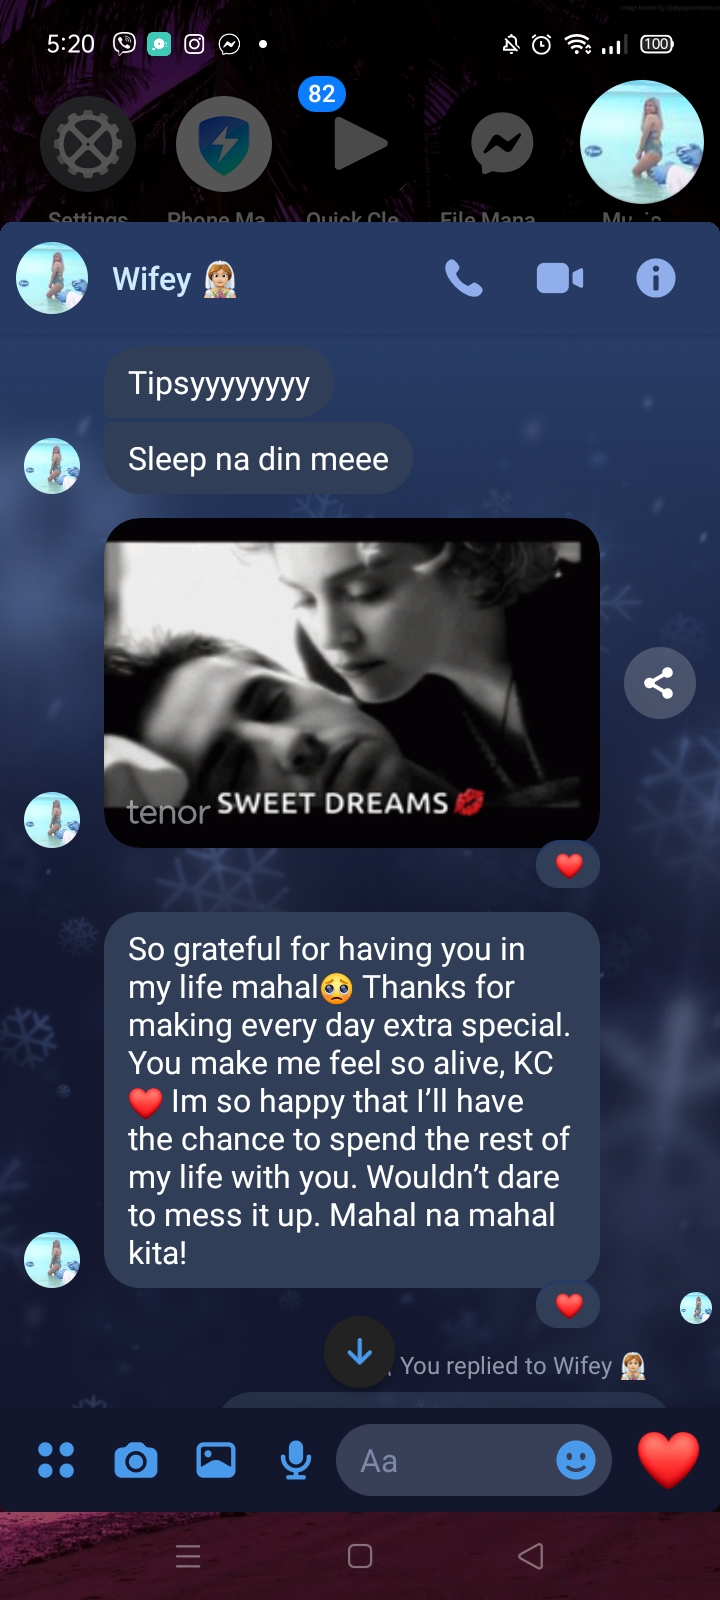 5:20
100
82
Settings
Phone Ma
Quick Cle
File Mana
Wifey
Tipsyyyyyyyy
Sleep na din meee
tenor SWEET DREAMS
So grateful for having you in
my life mahal🥺 Thanks for
making every day extra special.
You make me feel so alive, KC
❤️ Im so happy that I’ll have
the chance to spend the rest of
my life with you. Wouldn’t dare
to mess it up. Mahal na mahal
kita!
You replied to Wifey
Aa